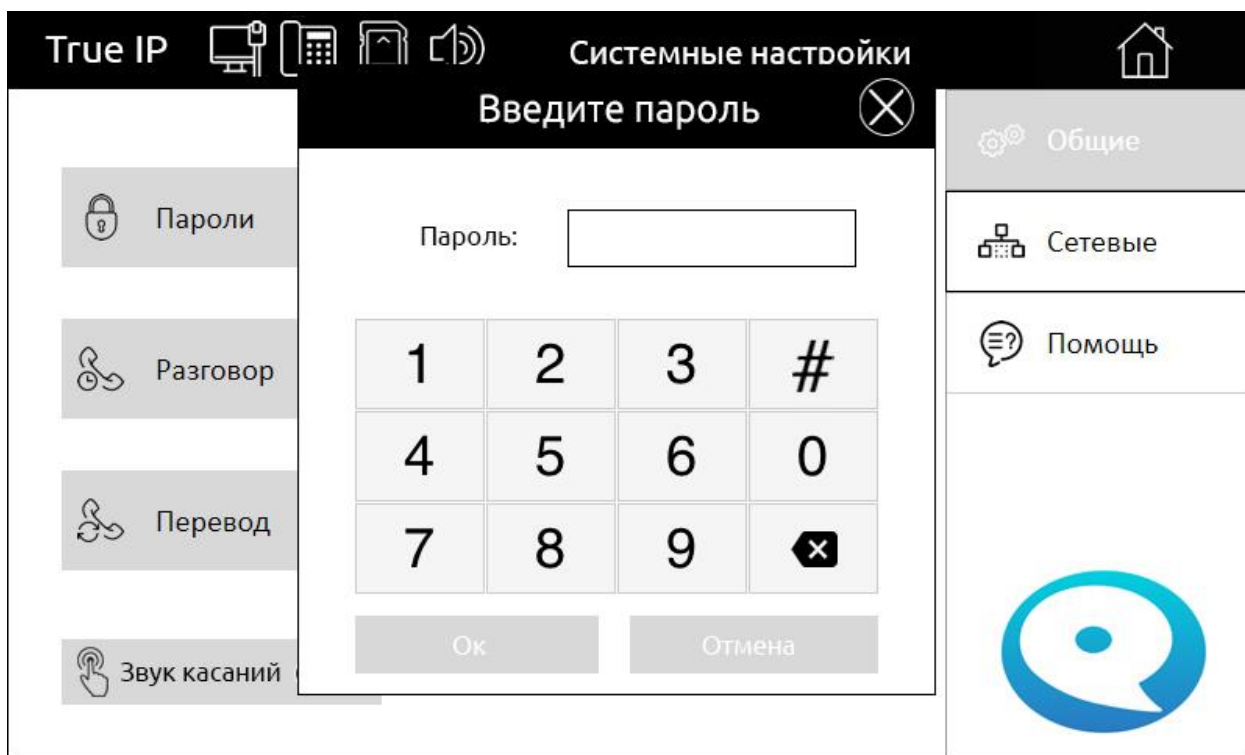 True IP
Системные настройки
Введите пароль
Общие
Пароли
Пароль:
Сетевые
Разговор
1 2 3 #
Помощь
4 5 6 0
Перевод
7 8 9
Ок Отмена
Звук касаний